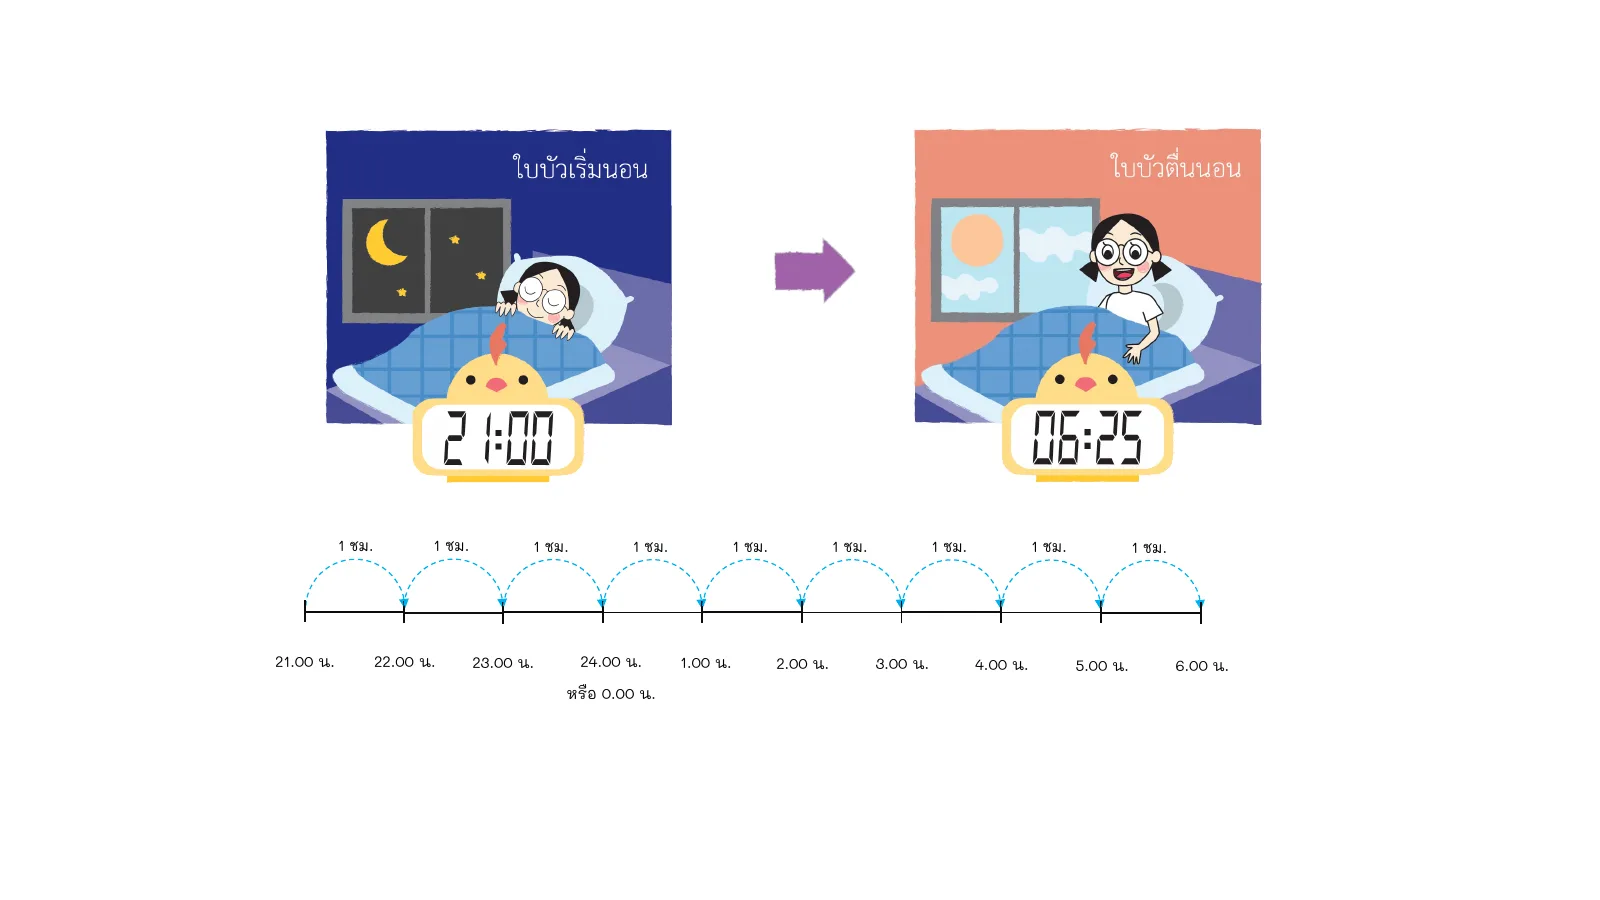 ใบบัวเริ่มนอน
ใบบัวตื่นนอน
21:00
06:25
1 ชม. 1 ชม. 1 ชม. 1 ชม. 1 ชม. 1 ชม. 1 ชม. 1 ชม. 1 ชม.
21.00 น. 22.00 น. 23.00 น. 24.00 น. 1.00 น. 2.00 น. 3.00 น. 4.00 น. 5.00 น. 6.00 น.
หรือ 0.00 น.